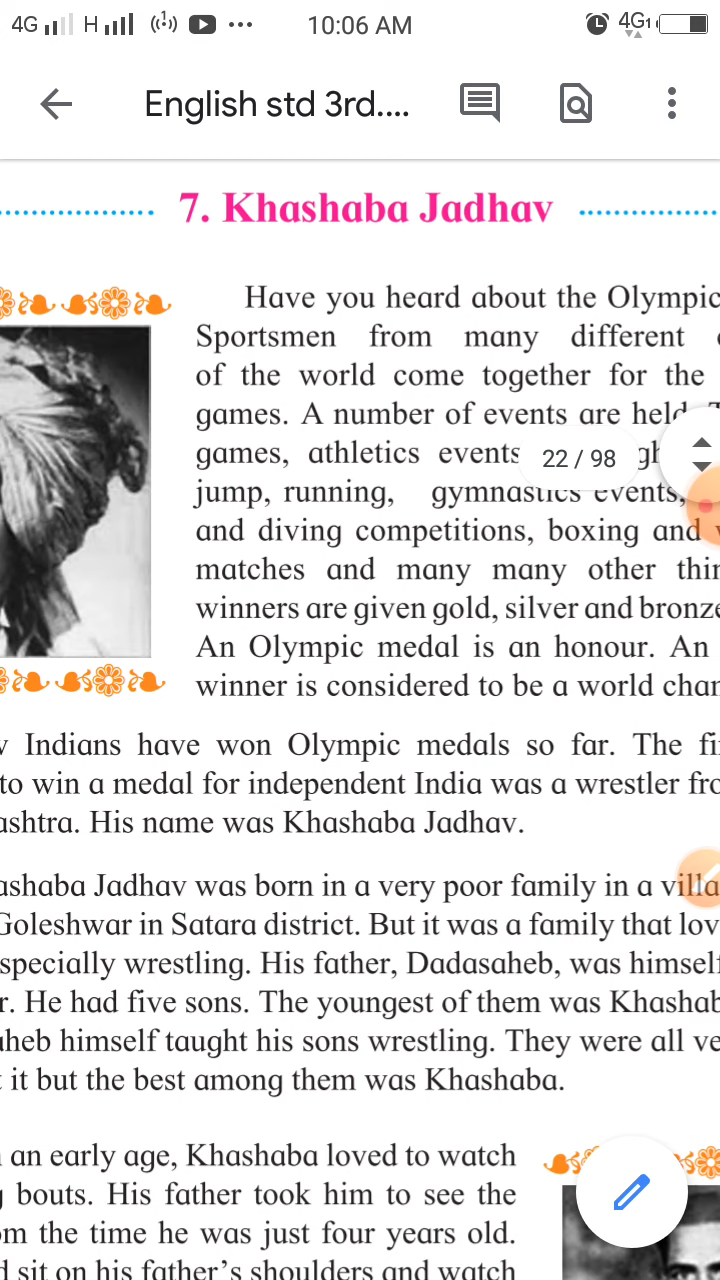 4G H 10:06 AM 4G1
English std 3rd....
7. Khashaba Jadhav
Have you heard about the Olympic
Sportsmen from many different
of the world come together for the
games. A number of events are held
games, athletics events
22 / 98
jump, running, gymnastics events,
and diving competitions, boxing and
matches and many many other
winners are given gold, silver and bronze
An Olympic medal is an honour. An
winner is considered to be a world
Indians have won Olympic medals so far. The
to win a medal for independent India was a wrestler
ashtra. His name was Khashaba Jadhav.
ashaba Jadhav was born in a very poor family in a villa
Goleshwar in Satara district. But it was a family that lov
specially wrestling. His father, Dadasaheb, was himself
r. He had five sons. The youngest of them was Khashab
aheb himself taught his sons wrestling. They were all ve
it but the best among them was Khashaba.
an early age, Khashaba loved to watch
bouts. His father took him to see the
om the time he was just four years old.
d sit on his father's shoulders and watch